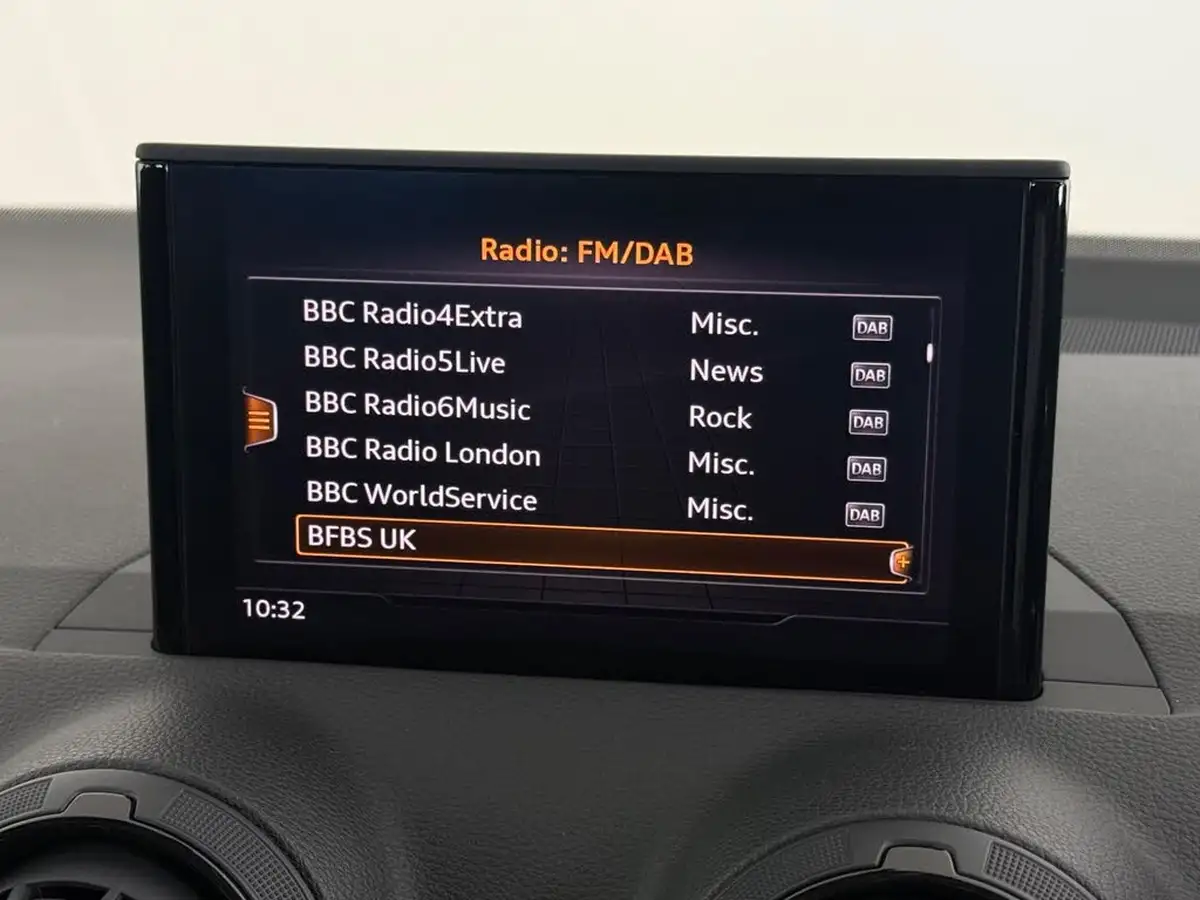 Radio: FM/DAB
BBC Radio4Extra Misc. DAB
BBC Radio5Live News DAB
BBC Radio6Music Rock DAB
BBC Radio London Misc. DAB
BBC WorldService Misc. DAB
BFBS UK +
10:32